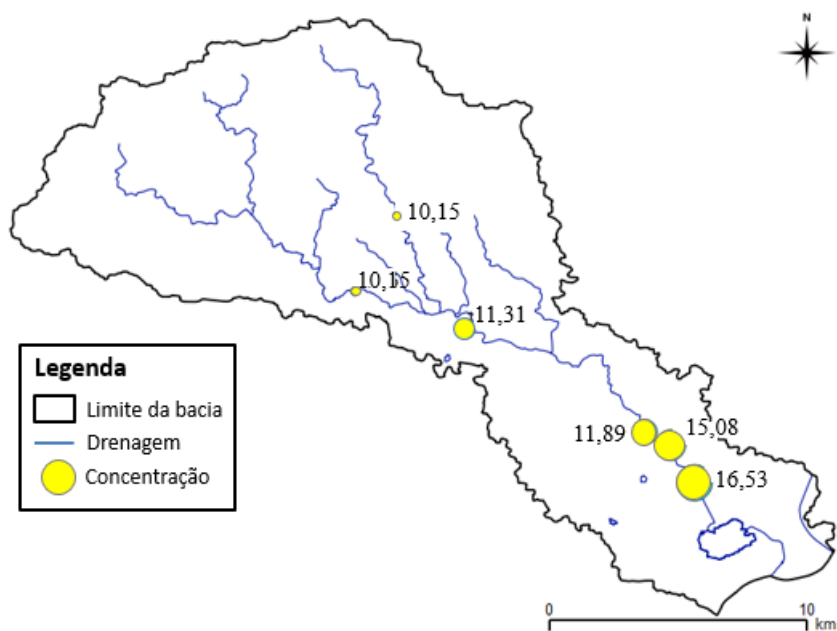 N
10,15
10,15
11,31
11,89
15,08
16,53
Legenda
Limite da bacia
Drenagem
Concentração
0
10
km